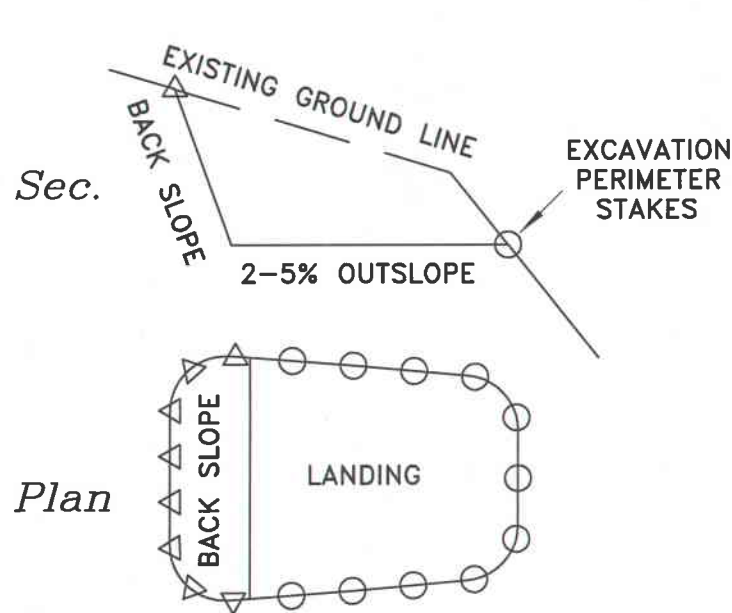 EXISTING GROUND LINE
BACK SLOPE
Sec.
EXCAVATION
PERIMETER
STAKES
2-5% OUTSLOPE
Plan
BACK SLOPE
LANDING